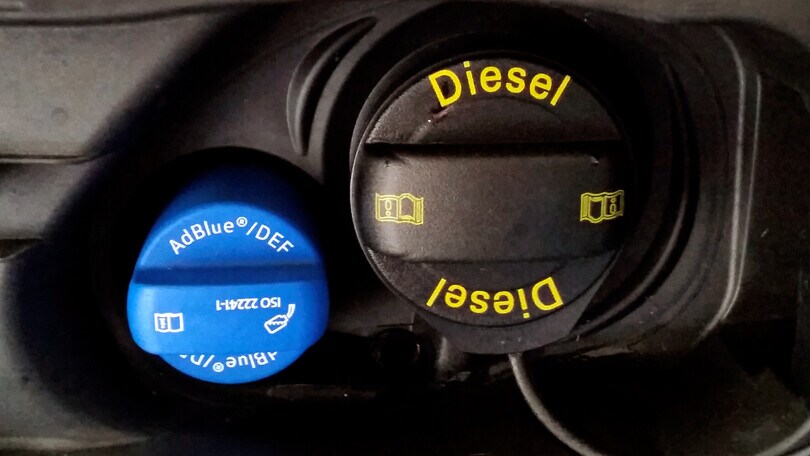 Diesel
Diesel
AdBlue®/DEF
ISO 22241-1